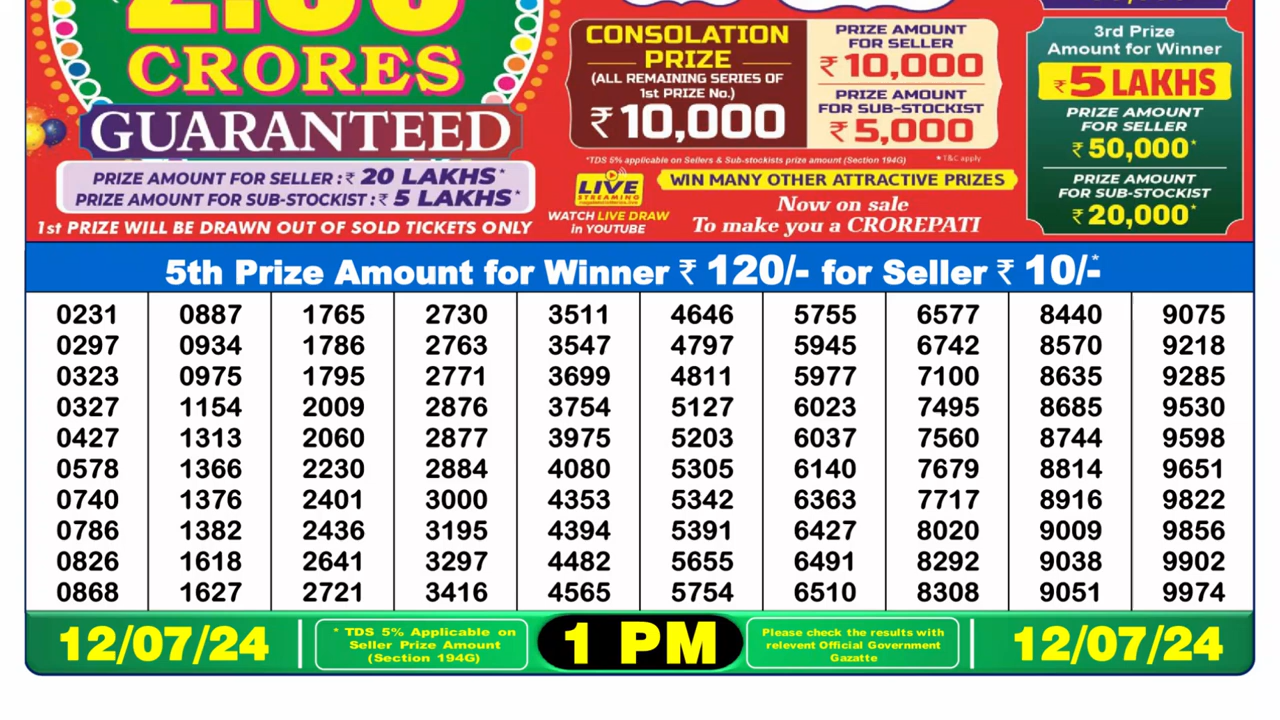 CRORES
GUARANTEED
PRIZE AMOUNT FOR SELLER :₹ 20 LAKHS*
PRIZE AMOUNT FOR SUB-STOCKIST :₹ 5 LAKHS*
1st PRIZE WILL BE DRAWN OUT OF SOLD TICKETS ONLY
CONSOLATION
PRIZE
(ALL REMAINING SERIES OF
1st PRIZE No.)
₹ 10,000
PRIZE AMOUNT
FOR SELLER
₹ 10,000
PRIZE AMOUNT
FOR SUB-STOCKIST
₹ 5,000
*TDS 5% applicable on Sellers & Sub-stockists prize amount (Section 194G)
* T&C apply
LIVE
STREAMING
WATCH LIVE DRAW
in YOUTUBE
WIN MANY OTHER ATTRACTIVE PRIZES
Now on sale
To make you a CROREPATI
3rd Prize
Amount for Winner
₹ 5 LAKHS
PRIZE AMOUNT
FOR SELLER
₹ 50,000*
PRIZE AMOUNT
FOR SUB-STOCKIST
₹ 20,000*
5th Prize Amount for Winner ₹ 120/- for Seller ₹ 10/-*
0231 0887 1765 2730 3511 4646 5755 6577 8440 9075
0297 0934 1786 2763 3547 4797 5945 6742 8570 9218
0323 0975 1795 2771 3699 4811 5977 7100 8635 9285
0327 1154 2009 2876 3754 5127 6023 7495 8685 9530
0427 1313 2060 2877 3975 5203 6037 7560 8744 9598
0578 1366 2230 2884 4080 5305 6140 7679 8814 9651
0740 1376 2401 3000 4353 5342 6363 7717 8916 9822
0786 1382 2436 3195 4394 5391 6427 8020 9009 9856
0826 1618 2641 3297 4482 5655 6491 8292 9038 9902
0868 1627 2721 3416 4565 5754 6510 8308 9051 9974
12/07/24
* TDS 5% Applicable on
Seller Prize Amount
(Section 194G)
1 PM
Please check the results with
relevent Official Government
Gazatte
12/07/24